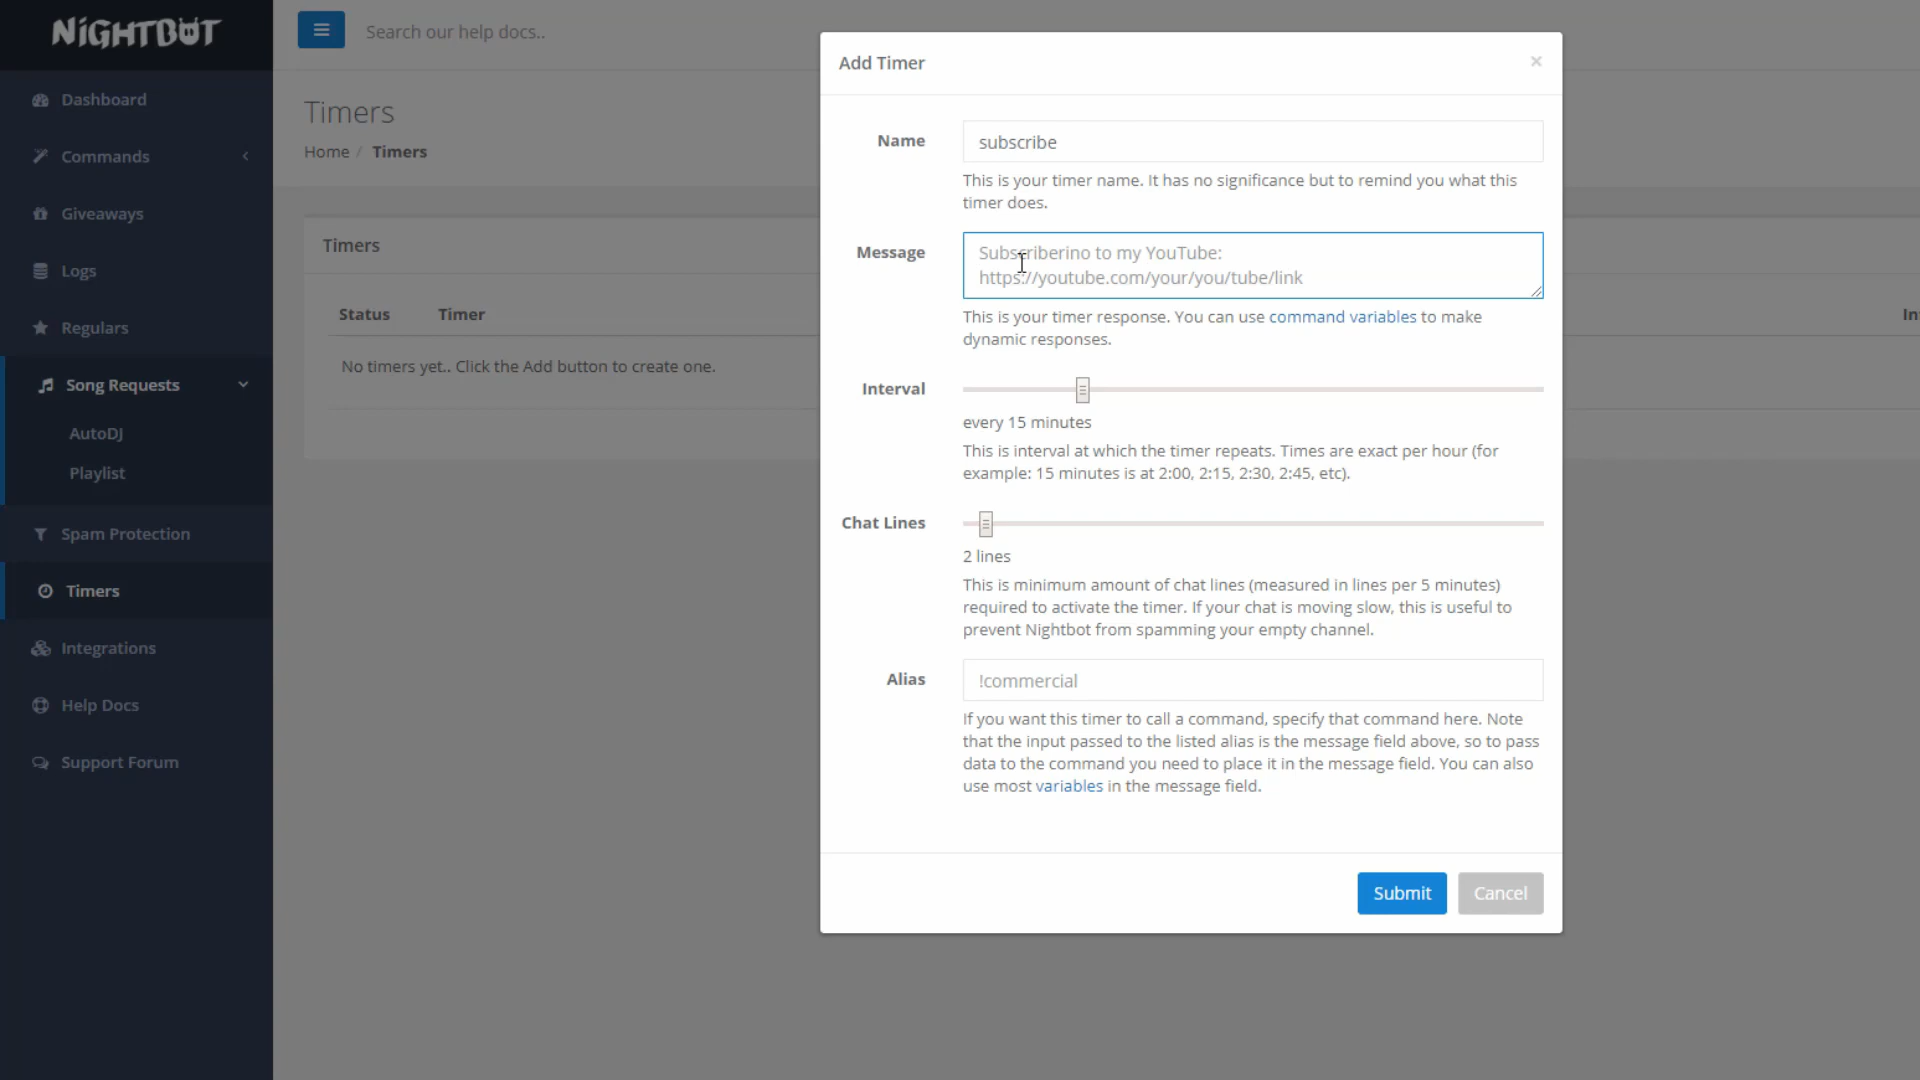 NiGHTBOT
Search our help docs..
Dashboard
Commands
Giveaways
Logs
Regulars
Song Requests
AutoDJ
Playlist
Spam Protection
Timers
Integrations
Help Docs
Support Forum
Timers
Home / Timers
Timers
Status Timer
In
No timers yet.. Click the Add button to create one.
Add Timer
×
Name
subscribe
This is your timer name. It has no significance but to remind you what this
timer does.
Message
Subscriberino to my YouTube:
https://youtube.com/your/you/tube/link
This is your timer response. You can use command variables to make
dynamic responses.
Interval
every 15 minutes
This is interval at which the timer repeats. Times are exact per hour (for
example: 15 minutes is at 2:00, 2:15, 2:30, 2:45, etc).
Chat Lines
2 lines
This is minimum amount of chat lines (measured in lines per 5 minutes)
required to activate the timer. If your chat is moving slow, this is useful to
prevent Nightbot from spamming your empty channel.
Alias
!commercial
If you want this timer to call a command, specify that command here. Note
that the input passed to the listed alias is the message field above, so to pass
data to the command you need to place it in the message field. You can also
use most variables in the message field.
Submit
Cancel